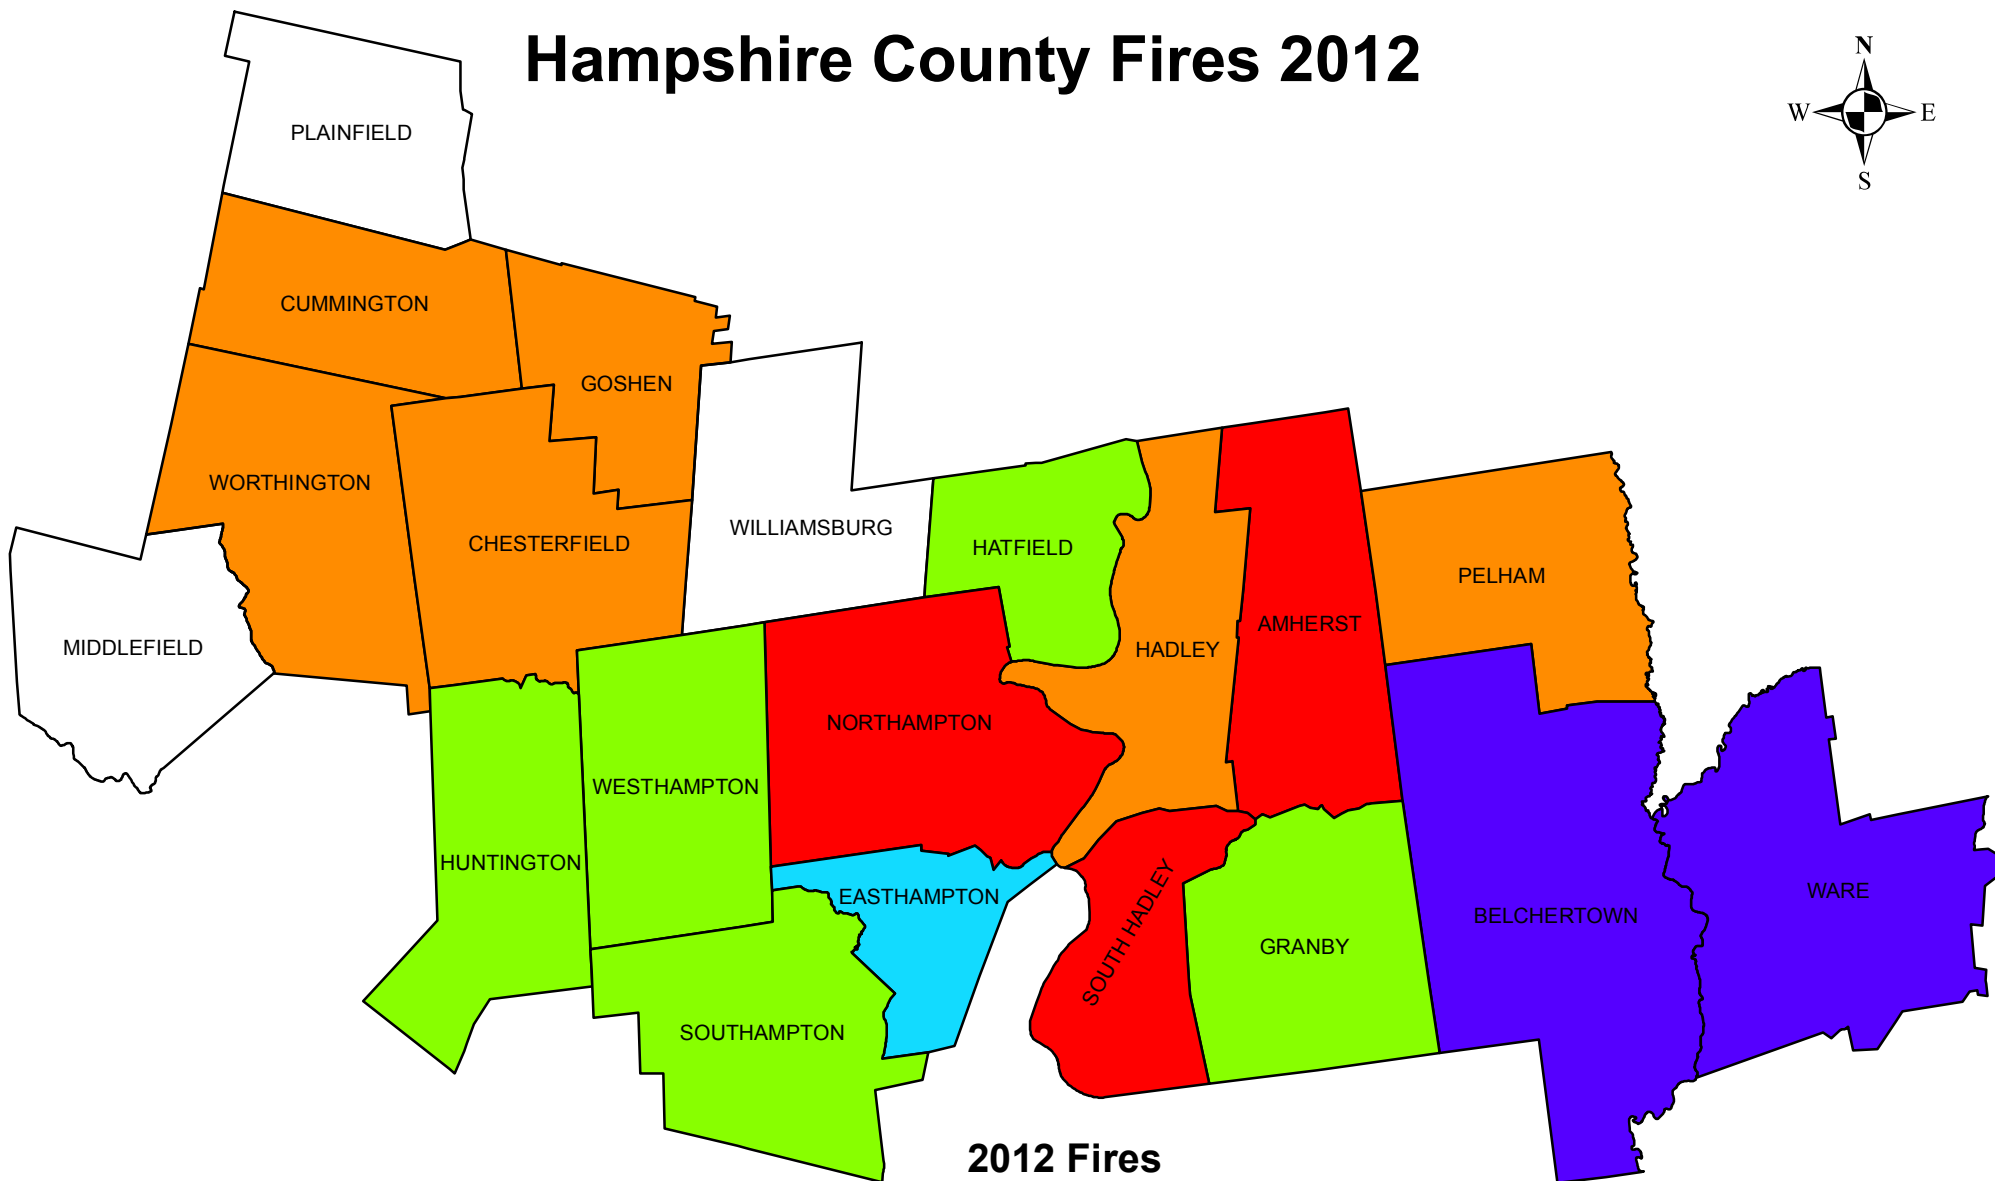 Hampshire County Fires 2012
N
W
E
S
PLAINFIELD
CUMMINGTON
GOSHEN
WORTHINGTON
WILLIAMSBURG
CHESTERFIELD
HATFIELD
PELHAM
AMHERST
MIDDLEFIELD
HADLEY
NORTHAMPTON
WESTHAMPTON
HUNTINGTON
EASTHAMPTON
WARE
BELCHERTOWN
SOUTH HADLEY
GRANBY
SOUTHAMPTON
2012 Fires